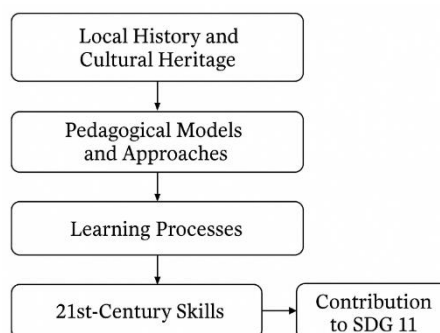 Local History and
Cultural Heritage
Pedagogical Models
and Approaches
Learning Processes
21st-Century Skills
Contribution
to SDG 11